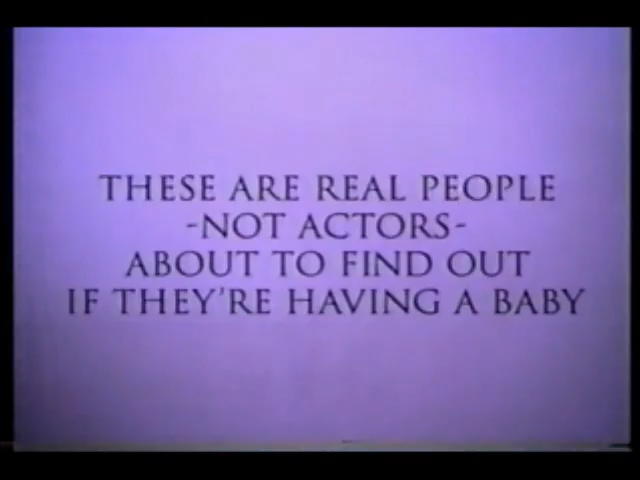 THESE ARE REAL PEOPLE
-NOT ACTORS-
ABOUT TO FIND OUT
IF THEY'RE HAVING A BABY